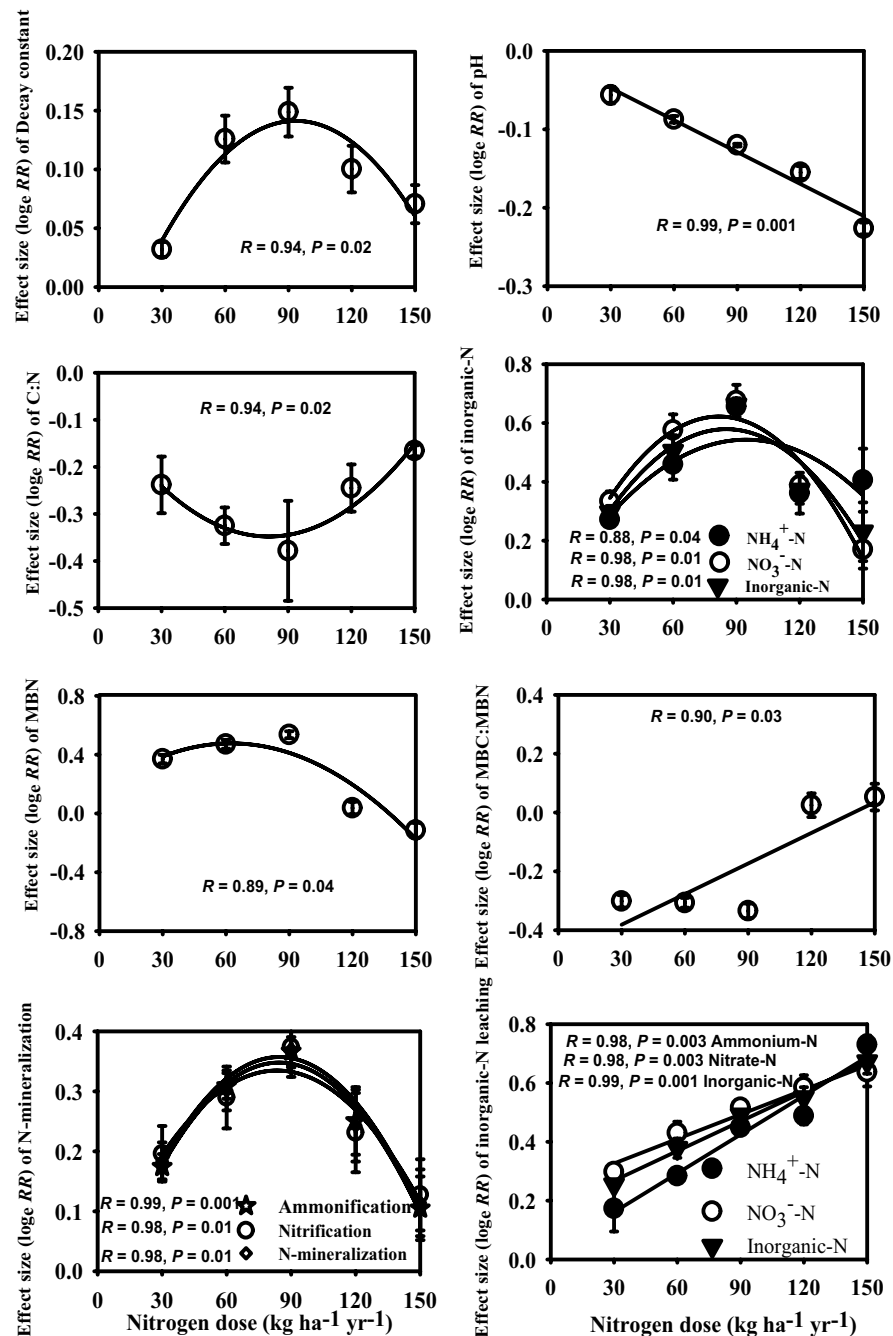 Effect size (logₑ RR) of Decay constant
0.20
0.15
0.10
0.05
0.00
R = 0.94, P = 0.02
0 30 60 90 120 150
Effect size (logₑ RR) of pH
0.0
-0.1
-0.2
-0.3
R = 0.99, P = 0.001
0 30 60 90 120 150
Effect size (logₑ RR) of C:N
0.0
-0.1
-0.2
-0.3
-0.4
-0.5
R = 0.94, P = 0.02
0 30 60 90 120 150
Effect size (logₑ RR) of inorganic-N
0.8
0.6
0.4
0.2
0.0
R = 0.88, P = 0.04 NH₄⁺-N
R = 0.98, P = 0.01 NO₃⁻-N
R = 0.98, P = 0.01 Inorganic-N
0 30 60 90 120 150
Effect size (logₑ RR) of MBN
0.8
0.4
0.0
-0.4
-0.8
R = 0.89, P = 0.04
0 30 60 90 120 150
Effect size (logₑ RR) of MBC:MBN
0.4
0.2
0.0
-0.2
-0.4
R = 0.90, P = 0.03
0 30 60 90 120 150
Effect size (logₑ RR) of N-mineralization
0.4
0.3
0.2
0.1
0.0
R = 0.99, P = 0.001 Ammonification
R = 0.98, P = 0.01 Nitrification
R = 0.98, P = 0.01 N-mineralization
0 30 60 90 120 150
Nitrogen dose (kg ha⁻¹ yr⁻¹)
Effect size (logₑ RR) of inorganic-N leaching
0.8
0.6
0.4
0.2
0.0
R = 0.98, P = 0.003 Ammonium-N
R = 0.98, P = 0.003 Nitrate-N
R = 0.99, P = 0.001 Inorganic-N
NH₄⁺-N
NO₃⁻-N
Inorganic-N
0 30 60 90 120 150
Nitrogen dose (kg ha⁻¹ yr⁻¹)